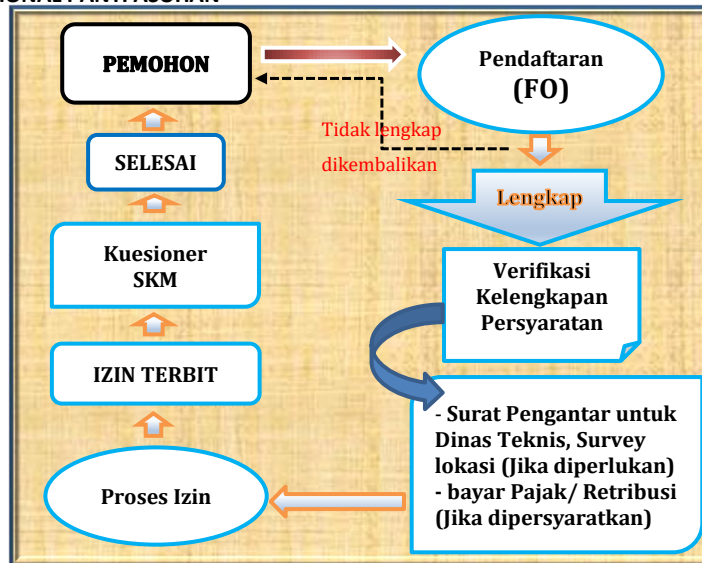 PEMOHON
Pendaftaran
(FO)
Tidak lengkap
dikembalikan
Lengkap
SELESAI
Kuesioner
SKM
Verifikasi
Kelengkapan
Persyaratan
IZIN TERBIT
- Surat Pengantar untuk
Dinas Teknis, Survey
lokasi (Jika diperlukan)
- bayar Pajak/ Retribusi
(Jika dipersyaratkan)
Proses Izin